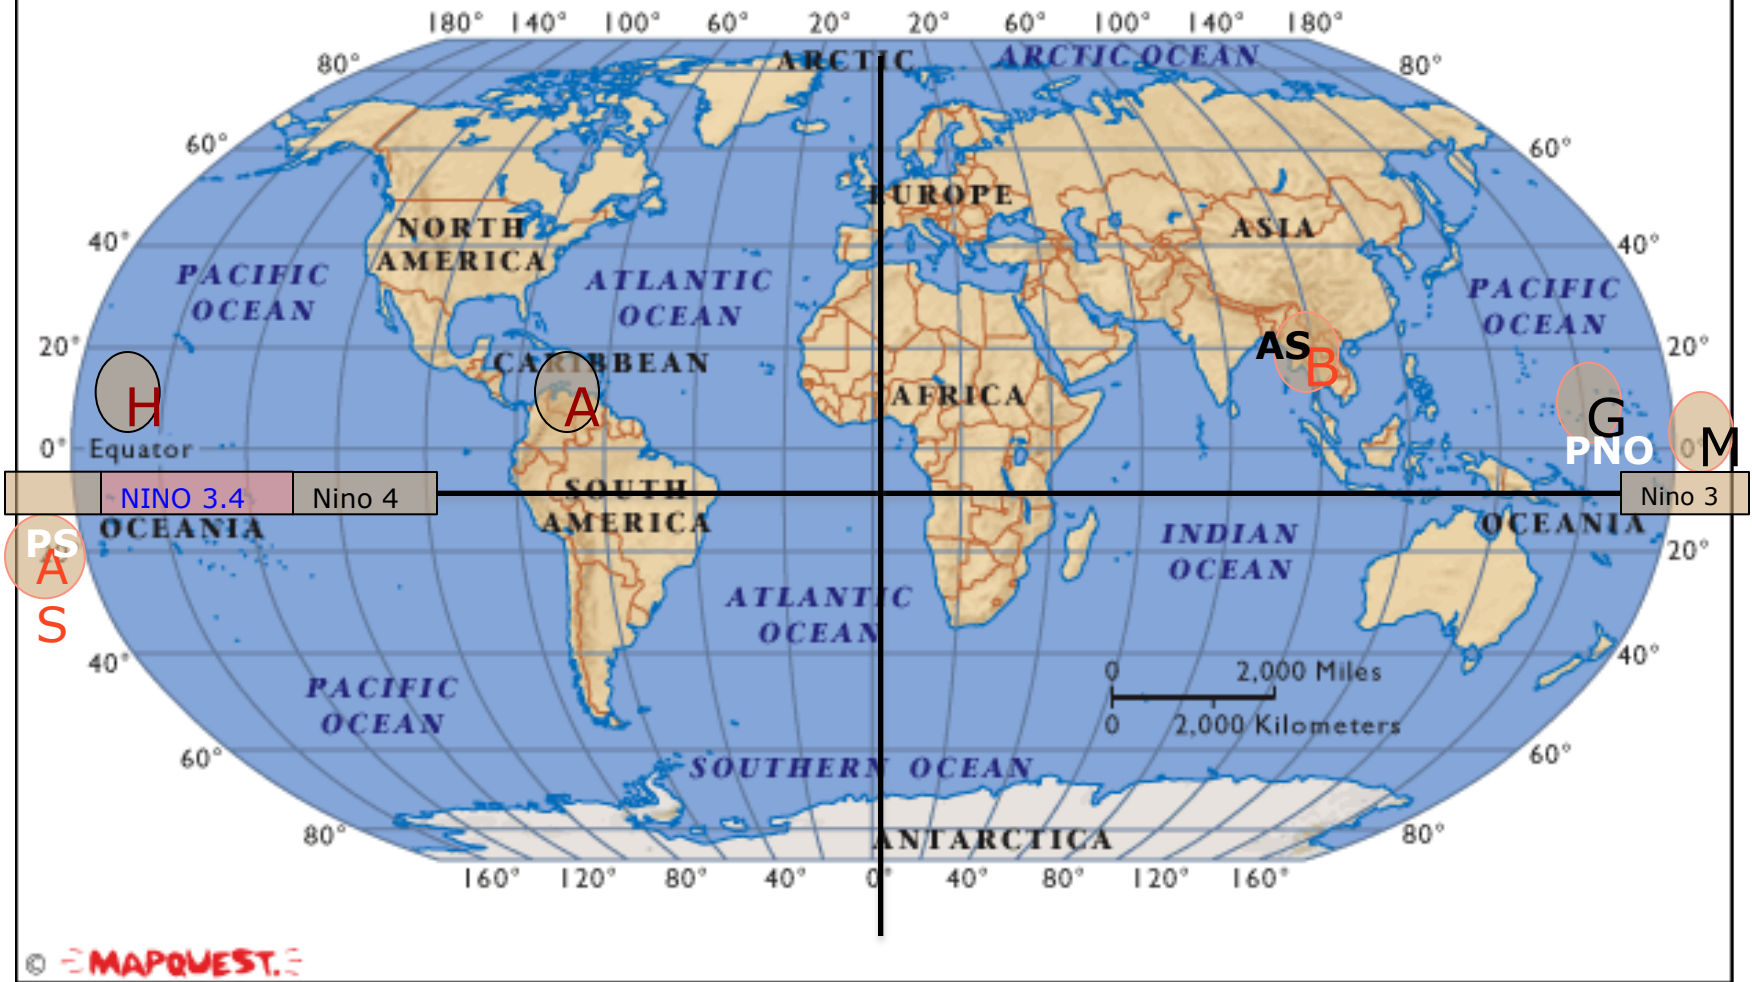 180° 140° 100° 60° 20° 20° 60° 100° 140° 180°
ARCTIC
ARCTIC OCEAN
80° 80°
60° 60°
EUROPE
NORTH AMERICA
ASIA
40° 40°
PACIFIC OCEAN
ATLANTIC OCEAN
PACIFIC OCEAN
20° 20°
AS
B
CARIBBEAN
H
A
AFRICA
G
M
PNO
0° Equator 0°
NINO 3.4
Nino 4
SOUTH AMERICA
Nino 3
OCEANIA
OCEANIA
PS
A
S
20°
INDIAN OCEAN
ATLANTIC OCEAN
40° 40°
0 2,000 Miles
0 2,000 Kilometers
PACIFIC OCEAN
60° 60°
SOUTHERN OCEAN
80° 80°
ANTARCTICA
160° 120° 80° 40° 0° 40° 80° 120° 160°
© MAPQUEST.